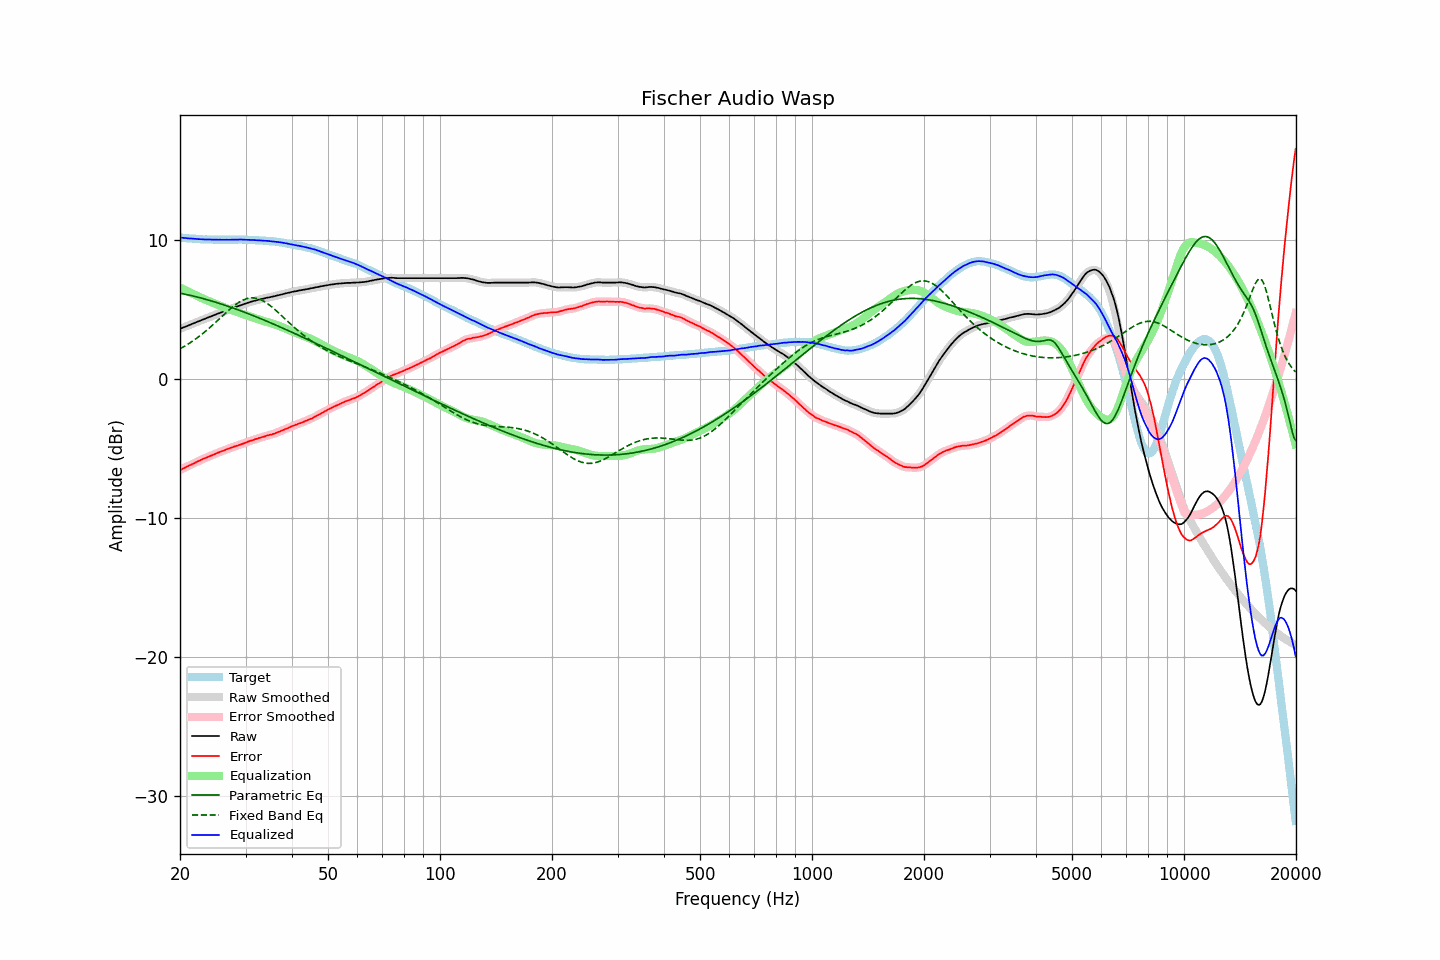 Fischer Audio Wasp
Amplitude (dBr)
10
0
−10
−20
−30
Target
Raw Smoothed
Error Smoothed
Raw
Error
Equalization
Parametric Eq
Fixed Band Eq
Equalized
20 50 100 200 500 1000 2000 5000 10000 20000
Frequency (Hz)